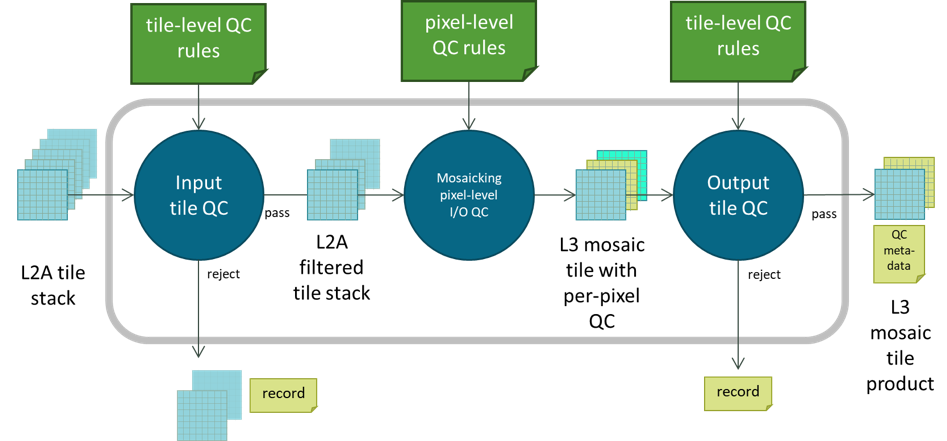 tile-level QC
rules
pixel-level
QC rules
tile-level QC
rules
Input
tile QC
Mosaicking
pixel-level
I/O QC
Output
tile QC
pass
pass
L2A tile
stack
L2A
filtered
tile stack
L3 mosaic
tile with
per-pixel
QC
QC
meta-
data
L3
mosaic
tile
product
reject
reject
record
record